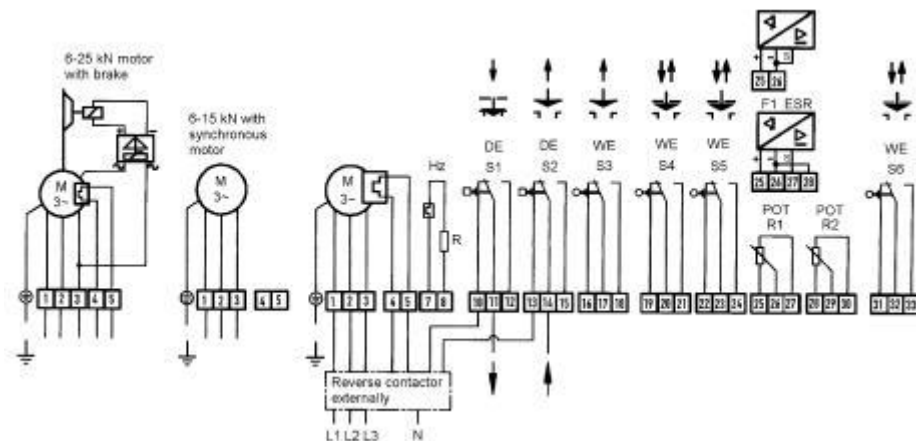 6-25 kN motor
with brake
6-15 kN with
synchronous
motor
M
3~
M
3~
M
3~
Hz
R
DE
S1
DE
S2
WE
S3
WE
S4
WE
S5
WE
S6
+ - S
25 26
F1 ESR
+ - S
25 26 27 28
POT
R1
POT
R2
1 2 3 4 5
1 2 3 4 5
1 2 3 4 5 7 8
10 11 12
13 14 15
16 17 18
19 20 21
22 23 24
25 26 27
28 29 30
31 32 33
Reverse contactor
externally
L1 L2 L3 N